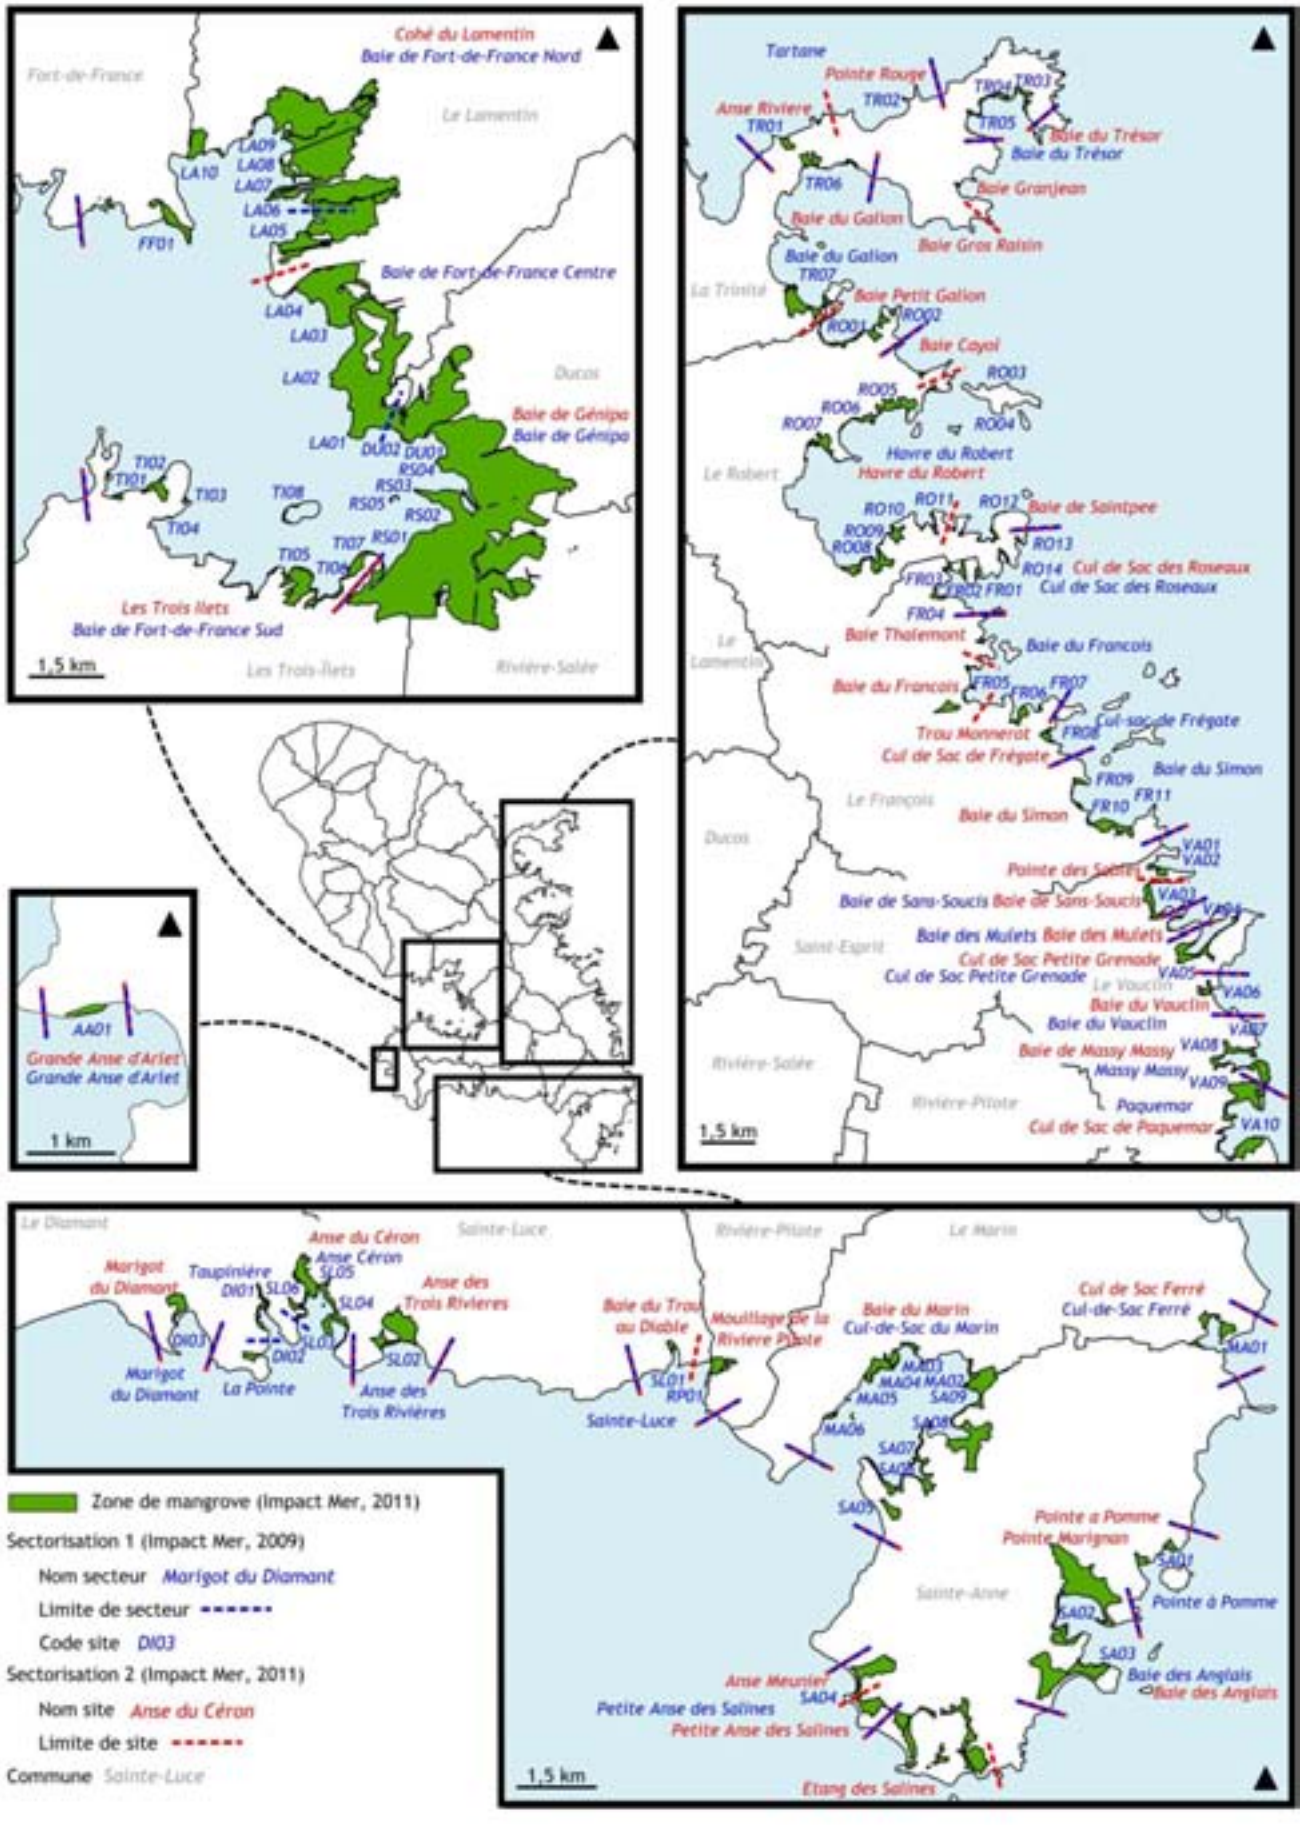 Cohé du Lamentin
Baie de Fort-de-France Nord
Fort-de-France
Le Lamentin
LA09
LA08
LA10
LA07
LA06
LA05
FF01
Baie de Fort-de-France Centre
LA04
LA03
LA02
Ducos
Baie de Génipa
Baie de Génipa
LA01
DU02 DU01
RS04
TI02
TI01
RS03
TI03
TI08
RS05
RS02
TI04
RS01
TI07
TI05
TI06
Les Trois Ilets
Baie de Fort-de-France Sud
Les Trois-Îlets
Rivière-Salée
1,5 km
Tartane
Pointe Rouge
TR04 TR03
TR02
Anse Riviere
TR01
TR05
Baie du Trésor
Baie du Trésor
TR06
Baie Granjean
Baie du Galion
Baie Gros Raisin
Baie du Galion
TR07
La Trinité
Baie Petit Galion
RO02
RO01
Baie Cayol
RO03
RO05
RO06
RO07
RO04
Havre du Robert
Le Robert
Havre du Robert
RO11
RO12
RO10
Baie de Saintpee
RO09
RO08
RO13
RO14
Cul de Sac des Roseaux
FR03
FR02 FR01
Cul de Sac des Roseaux
FR04
Baie Thalemont
Le
Lamentin
Baie du Francois
Baie du Francois
FR05
FR06
FR07
Trou Monnerot
FR08
Cul-sac de Frégate
Cul de Sac de Frégate
Baie du Simon
FR09
FR11
Le François
FR10
Baie du Simon
Ducos
VA01
VA02
Pointe des Sables
VA03
VA04
Baie de Sans-Soucis Baie de Sans-Soucis
Baie des Mulets Baie des Mulets
Saint-Esprit
Cul de Sac Petite Grenade
Cul de Sac Petite Grenade
VA05
Le Vauclin
VA06
Baie du Vauclin
Baie du Vauclin
VA07
VA08
Baie de Massy Massy
Rivière-Salée
Massy Massy
VA09
Rivière-Pilote
Paquemar
Cul de Sac de Paquemar
VA10
1,5 km
AA01
Grande Anse d'Arlet
Grande Anse d'Arlet
1 km
Le Diamant
Sainte-Luce
Rivière-Pilote
Le Marin
Anse du Céron
Anse Céron
Marigot
du Diamant
Taupinière
DI01
SL06
SL05
SL04
Anse des
Trois Rivieres
DI03
SL03
DI02
SL02
Marigot
du Diamant
La Pointe
Anse des
Trois Rivières
Baie du Trou
au Diable
Mouillage de la
Riviere Pilote
SL01
RP01
Sainte-Luce
Baie du Marin
Cul-de-Sac du Marin
MA03
MA04 MA02
MA05
SA09
MA06
SA08
SA07
SA06
SA05
Cul de Sac Ferré
Cul-de-Sac Ferré
MA01
Pointe a Pomme
Pointe Marignan
SA01
Sainte-Anne
Pointe à Pomme
SA02
SA03
Baie des Anglais
Baie des Anglais
Anse Meunier
SA04
Petite Anse des Salines
Petite Anse des Salines
Etang des Salines
1,5 km
Zone de mangrove (Impact Mer, 2011)
Sectorisation 1 (Impact Mer, 2009)
Nom secteur Marigot du Diamant
Limite de secteur
Code site DI03
Sectorisation 2 (Impact Mer, 2011)
Nom site Anse du Céron
Limite de site
Commune Sainte-Luce